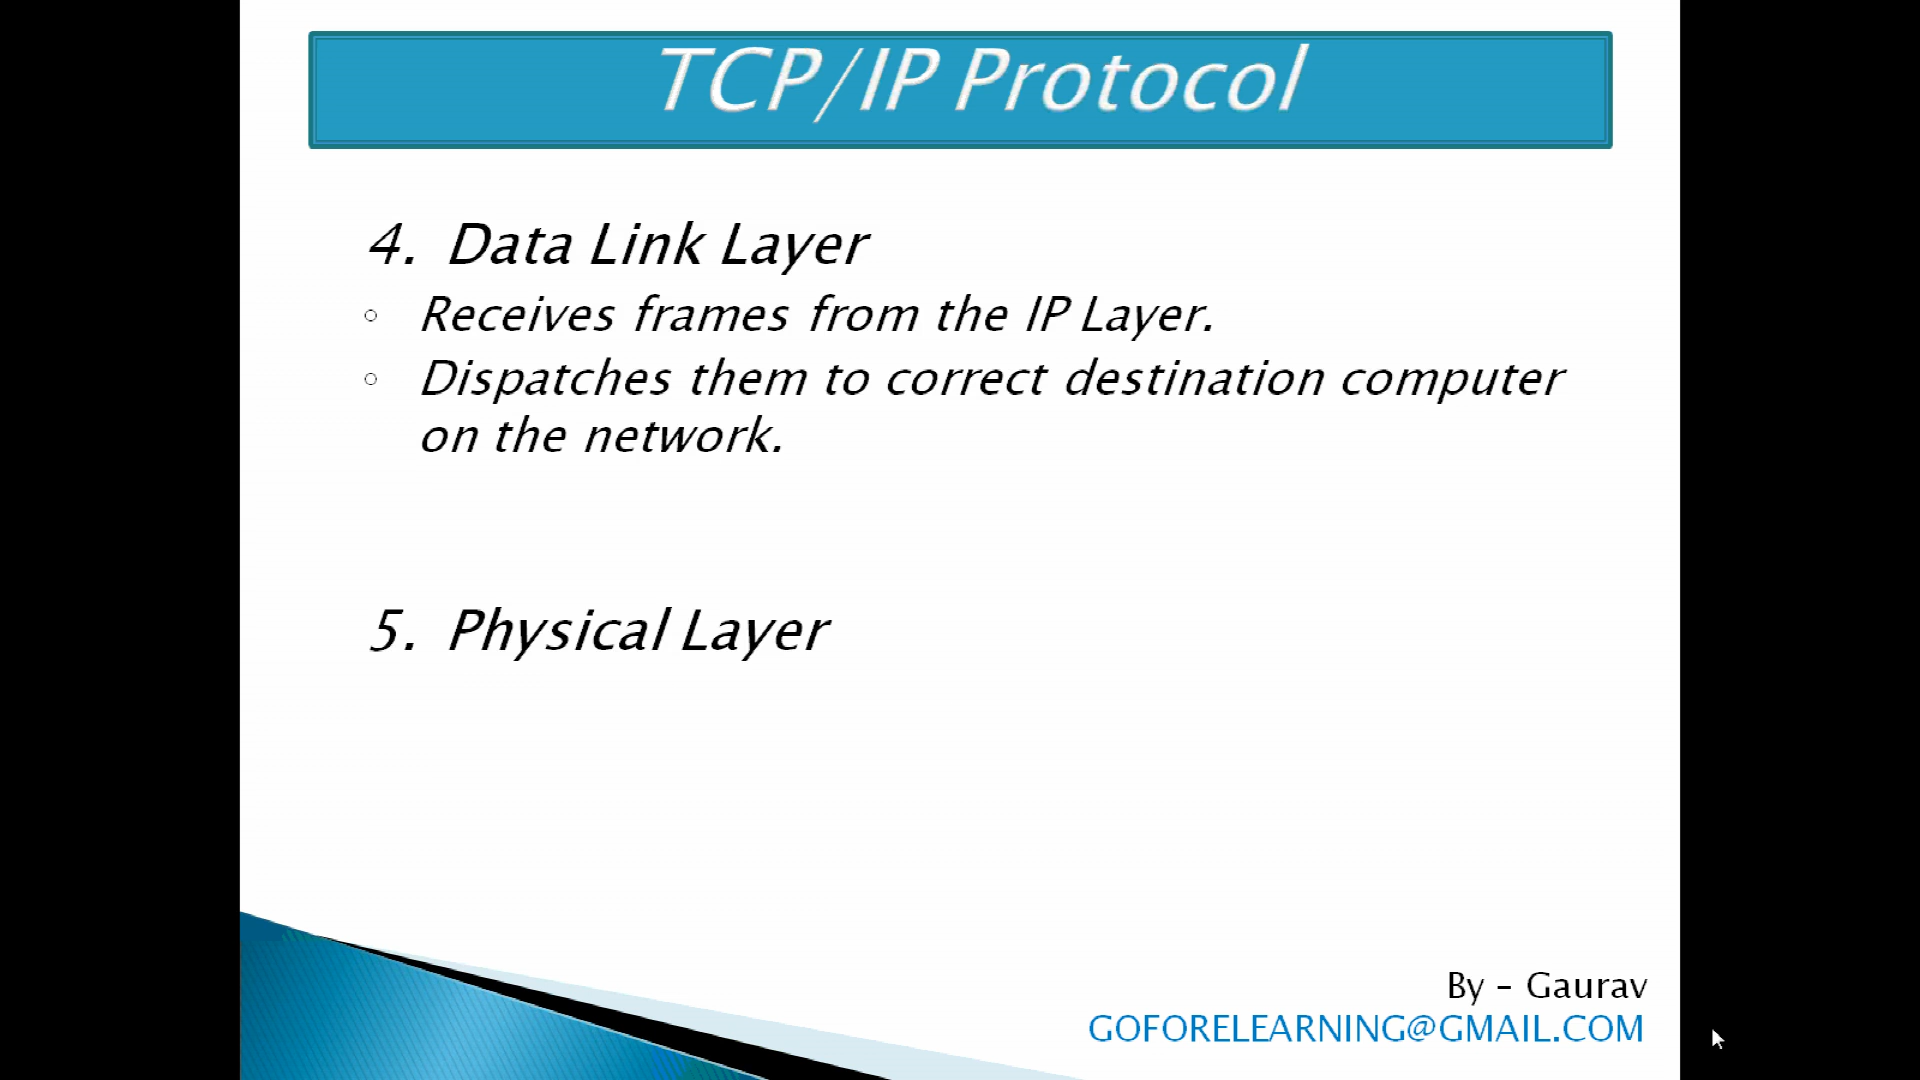 TCP/IP Protocol
4. Data Link Layer
◦ Receives frames from the IP Layer.
◦ Dispatches them to correct destination computer
on the network.
5. Physical Layer
By – Gaurav
GOFORELEARNING@GMAIL.COM